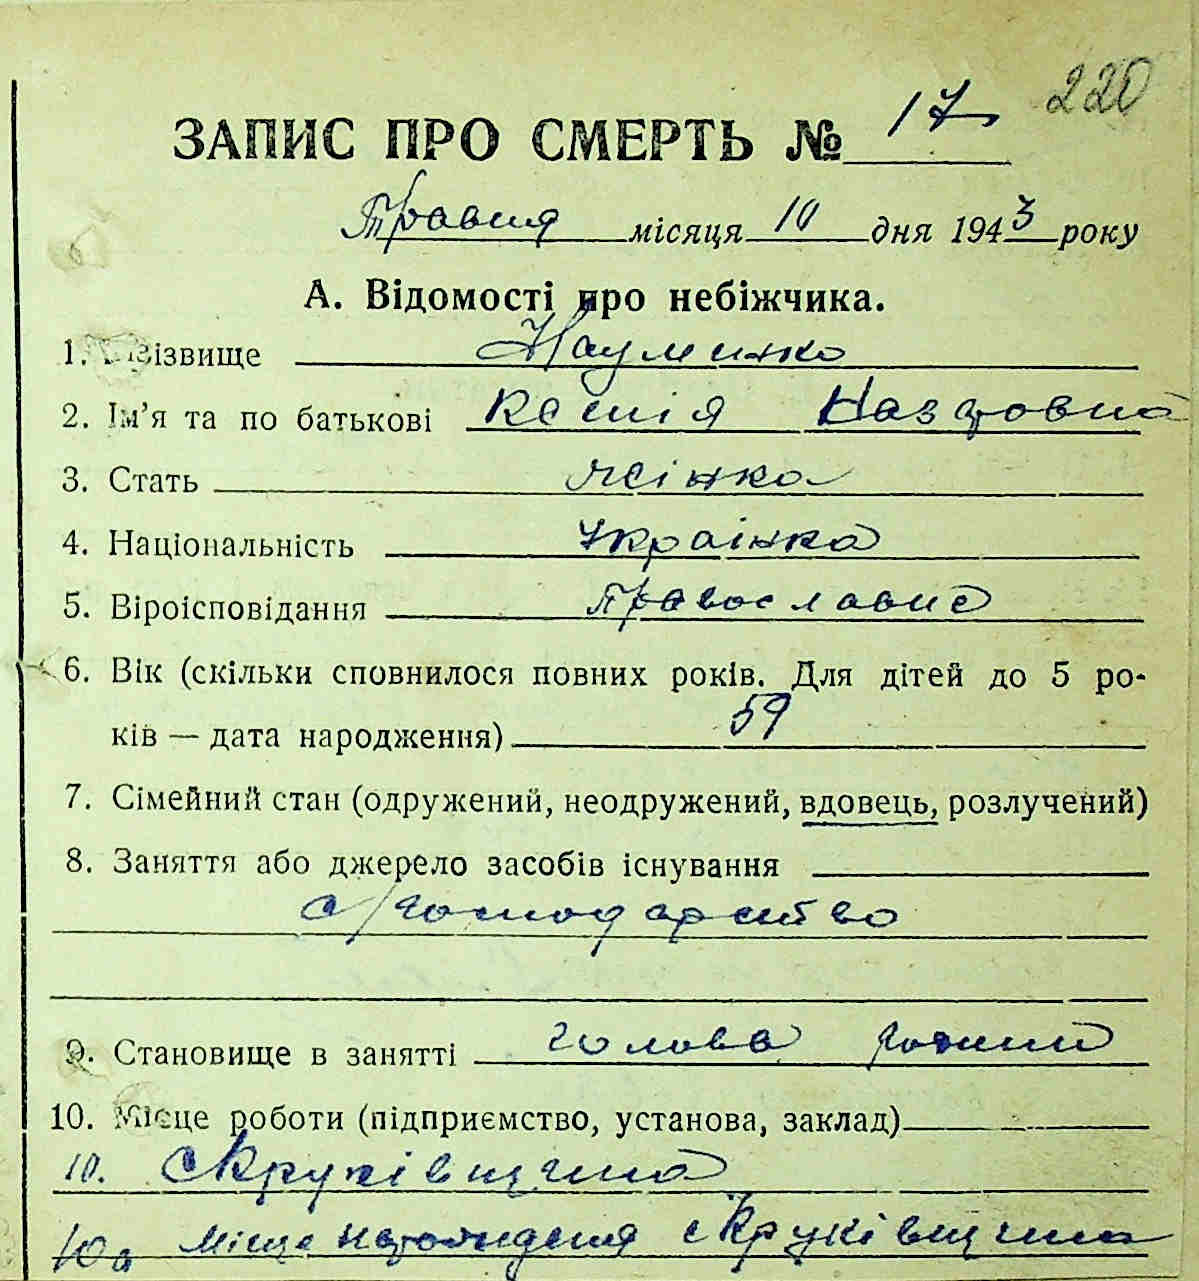 220
ЗАПИС ПРО СМЕРТЬ № 17
Травня місяця 10 дня 1943 року
А. Відомості про небіжчика.
1. Прізвище Науменко
2. Ім'я та по батькові Ксенія Назаровна
3. Стать жінка
4. Національність Українка
5. Віроісповідання Православне
6. Вік (скільки сповнилося повних років. Для дітей до 5 ро-
ків — дата народження) 59
7. Сімейний стан (одружений, неодружений, вдовець, розлучений)
8. Заняття або джерело засобів існування
с/господарство
9. Становище в занятті голова родини
10. Місце роботи (підприємство, установа, заклад)
10. с Круківщина
10а Місце народження с Круківщина